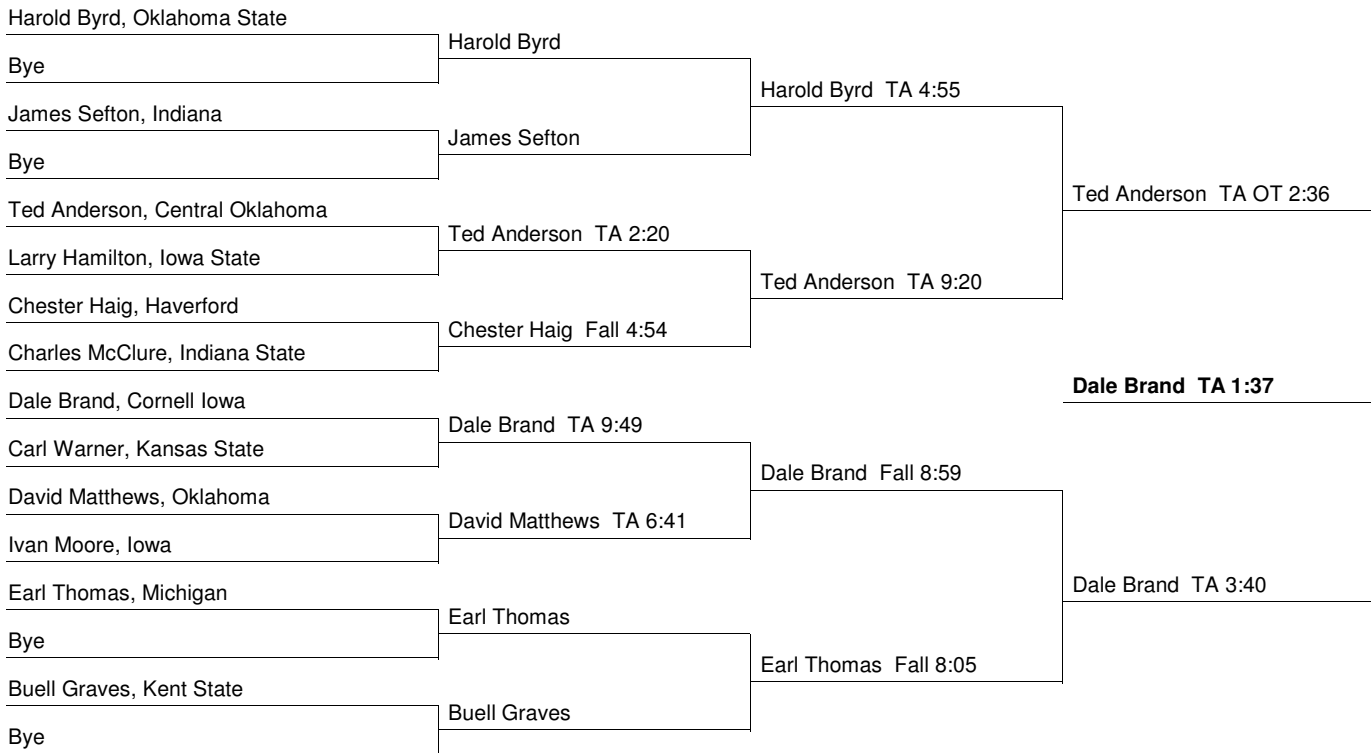 Harold Byrd, Oklahoma State
Bye
James Sefton, Indiana
Bye
Ted Anderson, Central Oklahoma
Larry Hamilton, Iowa State
Chester Haig, Haverford
Charles McClure, Indiana State
Dale Brand, Cornell Iowa
Carl Warner, Kansas State
David Matthews, Oklahoma
Ivan Moore, Iowa
Earl Thomas, Michigan
Bye
Buell Graves, Kent State
Bye
Harold Byrd
James Sefton
Ted Anderson TA 2:20
Chester Haig Fall 4:54
Dale Brand TA 9:49
David Matthews TA 6:41
Earl Thomas
Buell Graves
Harold Byrd TA 4:55
Ted Anderson TA 9:20
Dale Brand Fall 8:59
Earl Thomas Fall 8:05
Ted Anderson TA OT 2:36
Dale Brand TA 1:37
Dale Brand TA 3:40